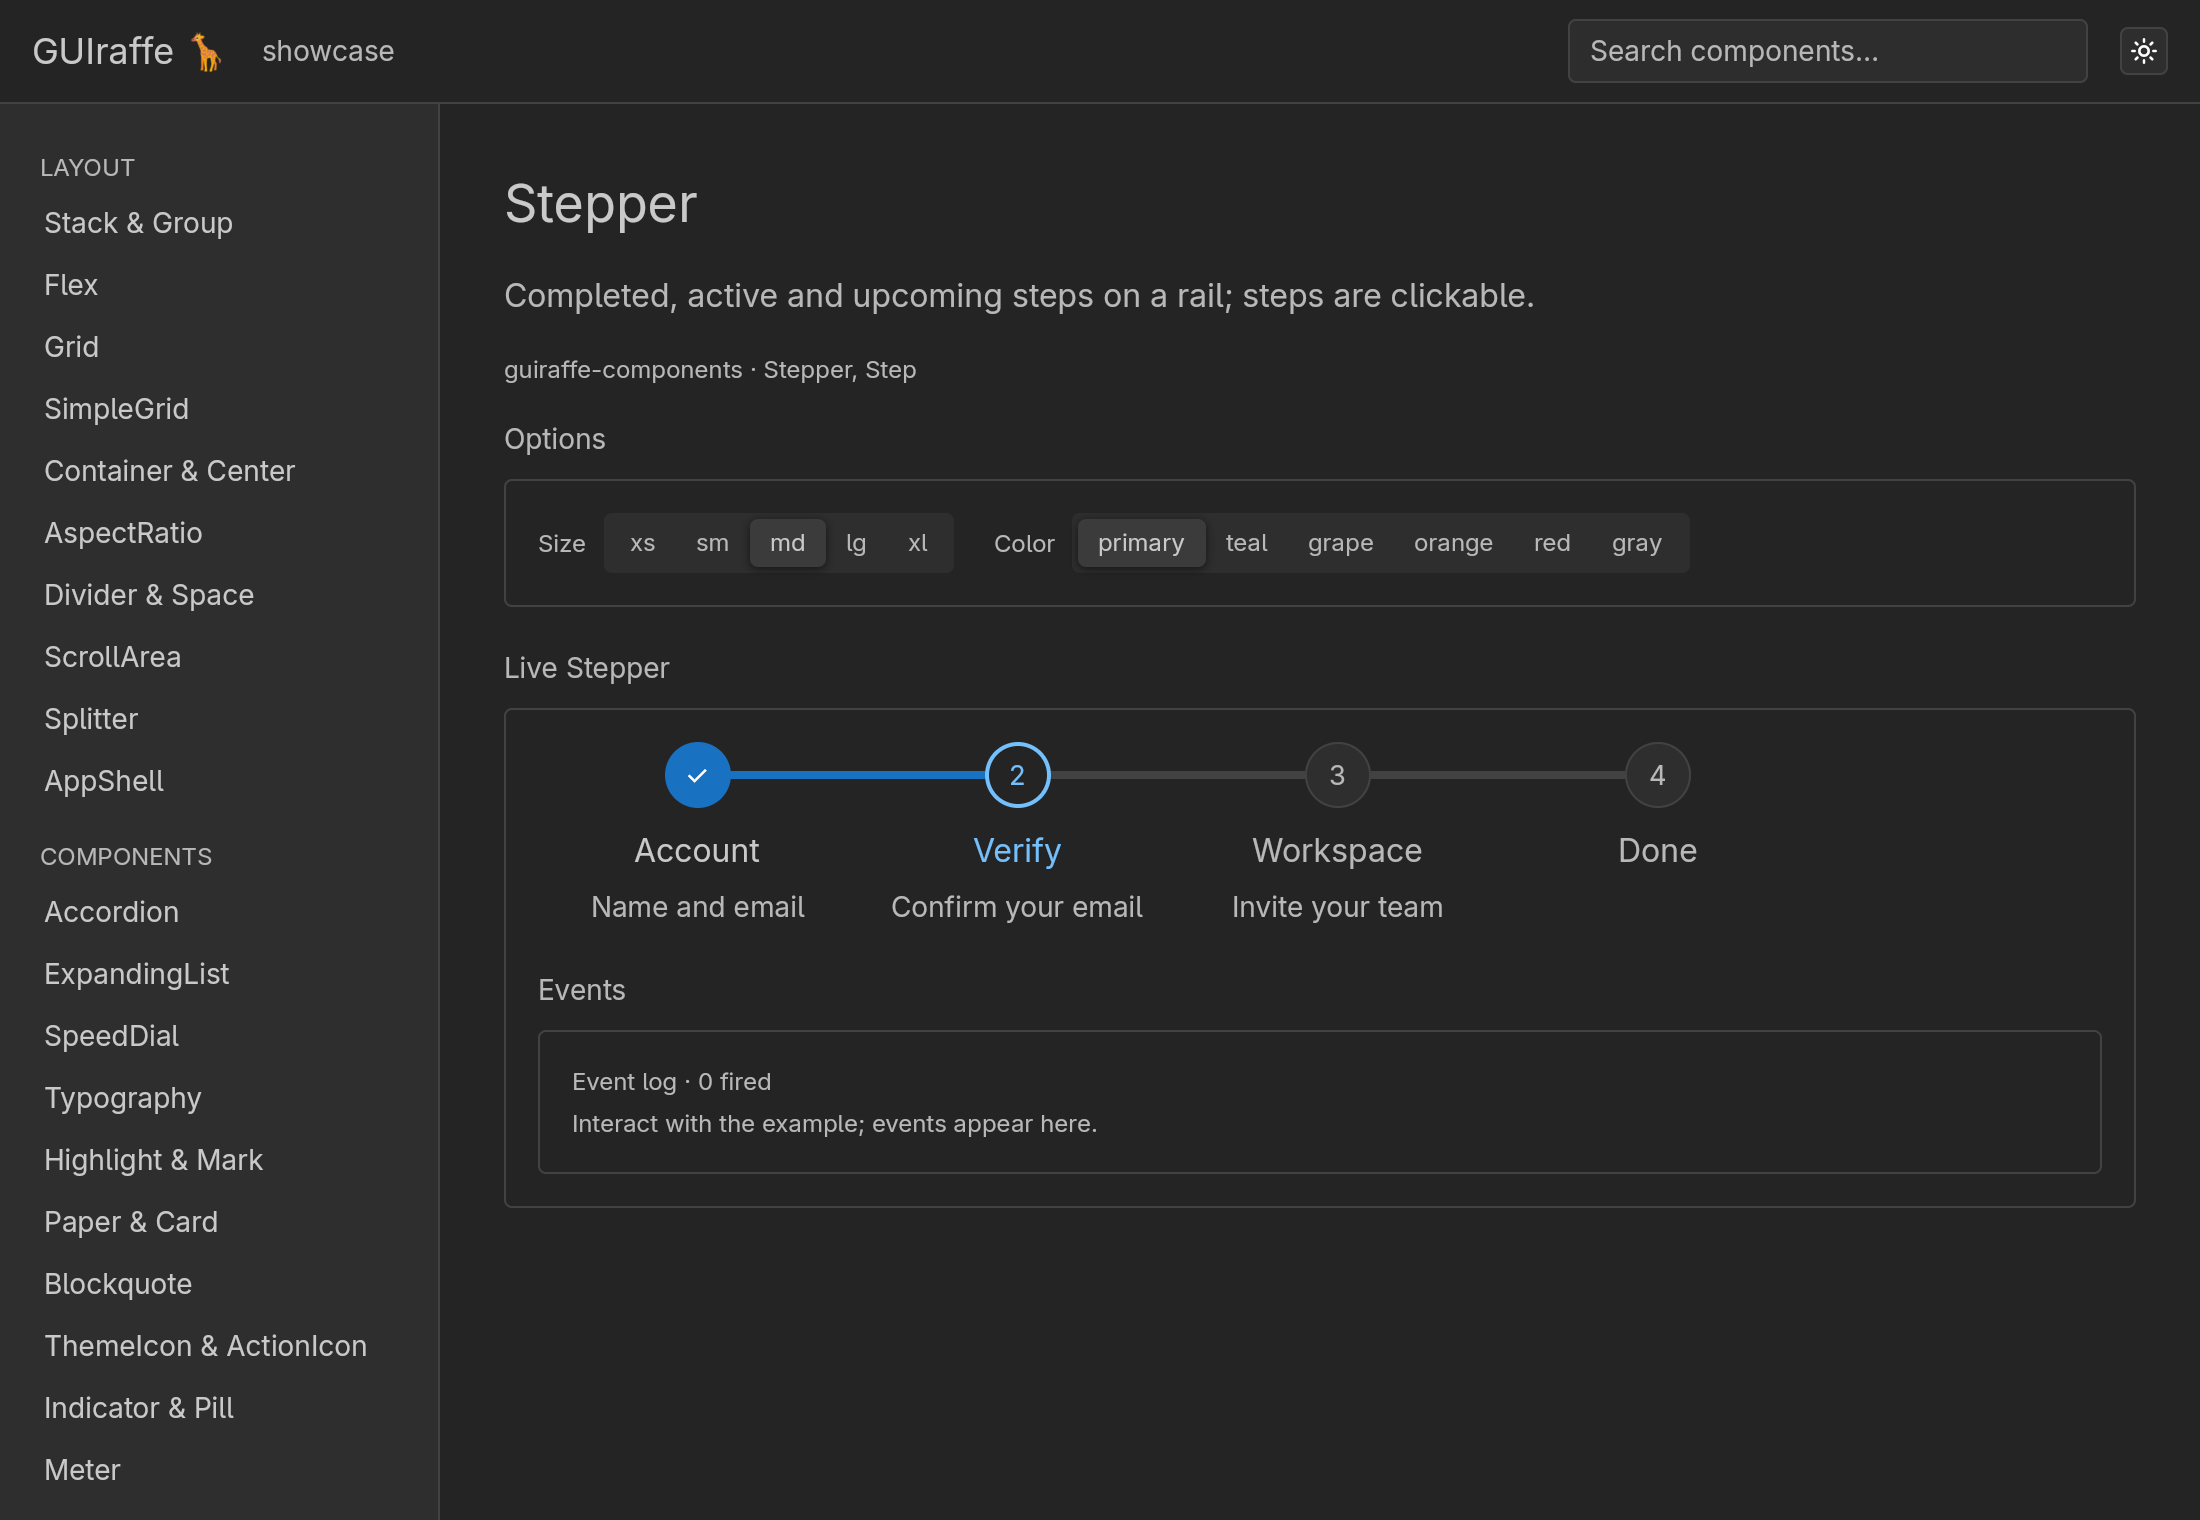 GUIraffe 🦒 showcase
Search components...
LAYOUT
Stack & Group
Flex
Grid
SimpleGrid
Container & Center
AspectRatio
Divider & Space
ScrollArea
Splitter
AppShell
COMPONENTS
Accordion
ExpandingList
SpeedDial
Typography
Highlight & Mark
Paper & Card
Blockquote
ThemeIcon & ActionIcon
Indicator & Pill
Meter
Stepper
Completed, active and upcoming steps on a rail; steps are clickable.
guiraffe-components · Stepper, Step
Options
Size xs sm md lg xl Color primary teal grape orange red gray
Live Stepper
2 3 4
Account Verify Workspace Done
Name and email Confirm your email Invite your team
Events
Event log · 0 fired
Interact with the example; events appear here.